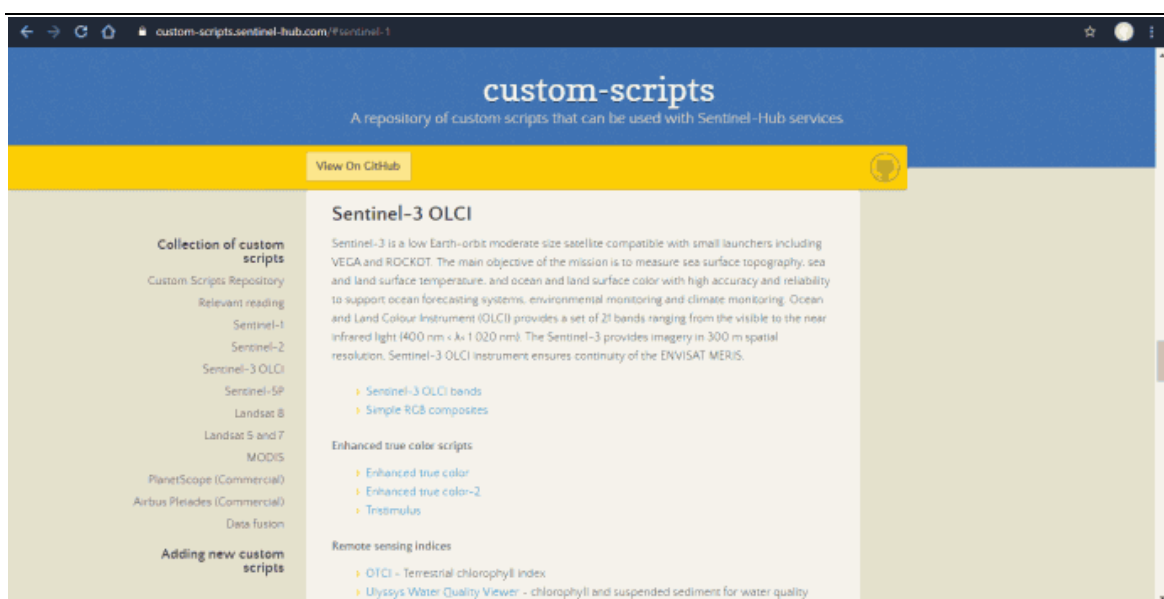 custom-scripts.sentinel-hub.com/#sentinel-1
custom-scripts
A repository of custom scripts that can be used with Sentinel-Hub services
View On GitHub
Collection of custom
scripts
Custom Scripts Repository
Relevant reading
Sentinel-1
Sentinel-2
Sentinel-3 OLCI
Sentinel-5P
Landsat 8
Landsat 5 and 7
MODIS
PlanetScope (Commercial)
Airbus Pleiades (Commercial)
Data fusion
Adding new custom
scripts
Sentinel-3 OLCI
Sentinel-3 is a low Earth-orbit moderate size satellite compatible with small launchers including
VEGA and ROCKOT. The main objective of the mission is to measure sea surface topography, sea
and land surface temperature, and ocean and land surface color with high accuracy and reliability
to support ocean forecasting systems, environmental monitoring and climate monitoring. Ocean
and Land Colour Instrument (OLCI) provides a set of 21 bands ranging from the visible to the near
infrared light (400 nm < λ< 1 020 nm). The Sentinel-3 provides imagery in 300 m spatial
resolution. Sentinel-3 OLCI instrument ensures continuity of the ENVISAT MERIS.
› Sentinel-3 OLCI bands
› Simple RGB composites
Enhanced true color scripts
› Enhanced true color
› Enhanced true color-2
› Tristimulus
Remote sensing indices
› OTCI - Terrestrial chlorophyll index
› Ulyssys Water Quality Viewer - chlorophyll and suspended sediment for water quality